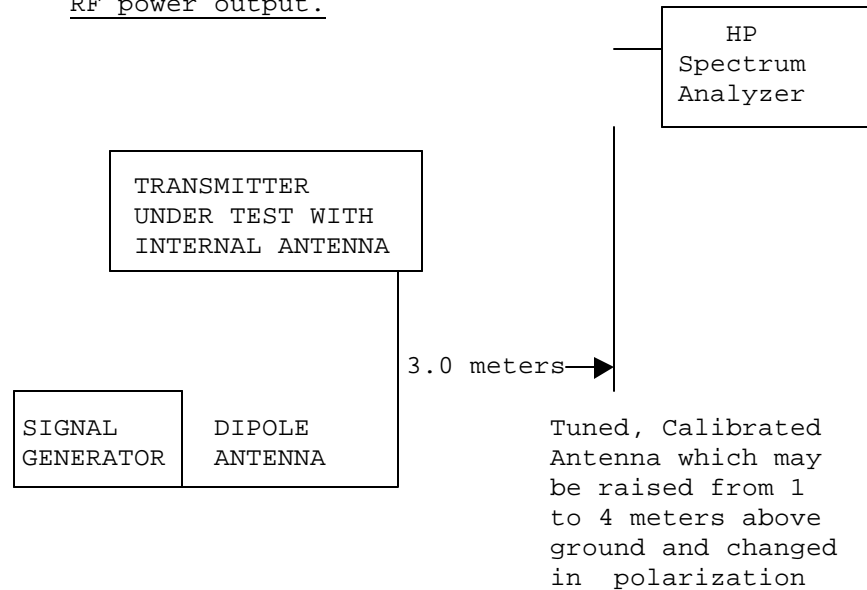 RF power output.
HP
Spectrum
Analyzer
TRANSMITTER
UNDER TEST WITH
INTERNAL ANTENNA
3.0 meters
SIGNAL
GENERATOR
DIPOLE
ANTENNA
Tuned, Calibrated
Antenna which may
be raised from 1
to 4 meters above
ground and changed
in polarization